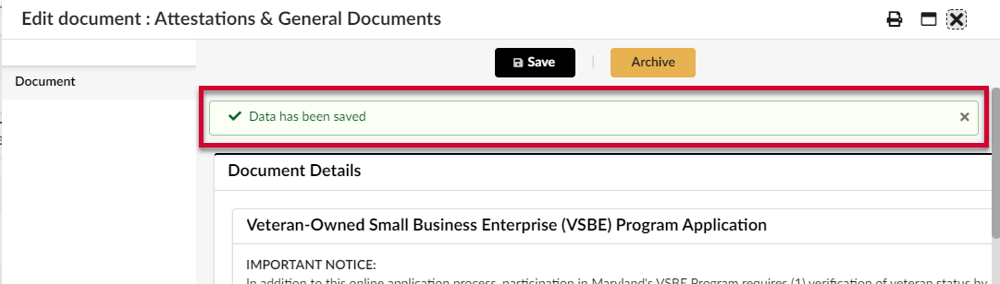 Edit document : Attestations & General Documents
Save
Archive
Document
Data has been saved
Document Details
Veteran-Owned Small Business Enterprise (VSBE) Program Application
IMPORTANT NOTICE:
In addition to this online application process, participation in Maryland's VSBE Program requires (1) verification of veteran status by